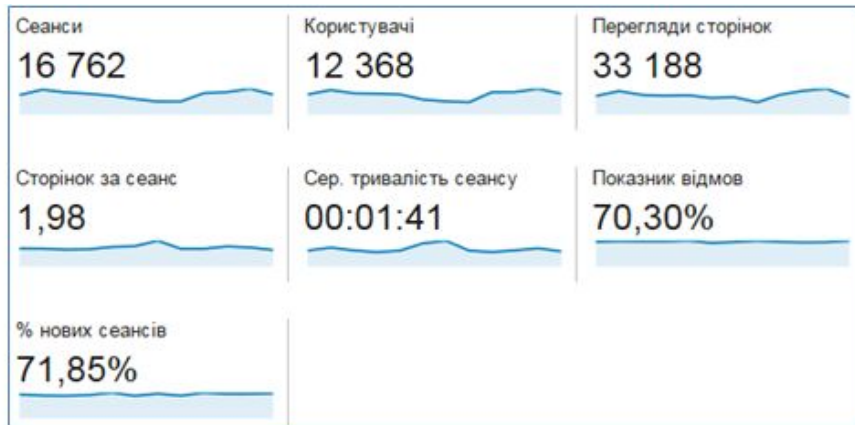 Сеанси
16 762
Користувачі
12 368
Перегляди сторінок
33 188
Сторінок за сеанс
1,98
Сер. тривалість сеансу
00:01:41
Показник відмов
70,30%
% нових сеансів
71,85%